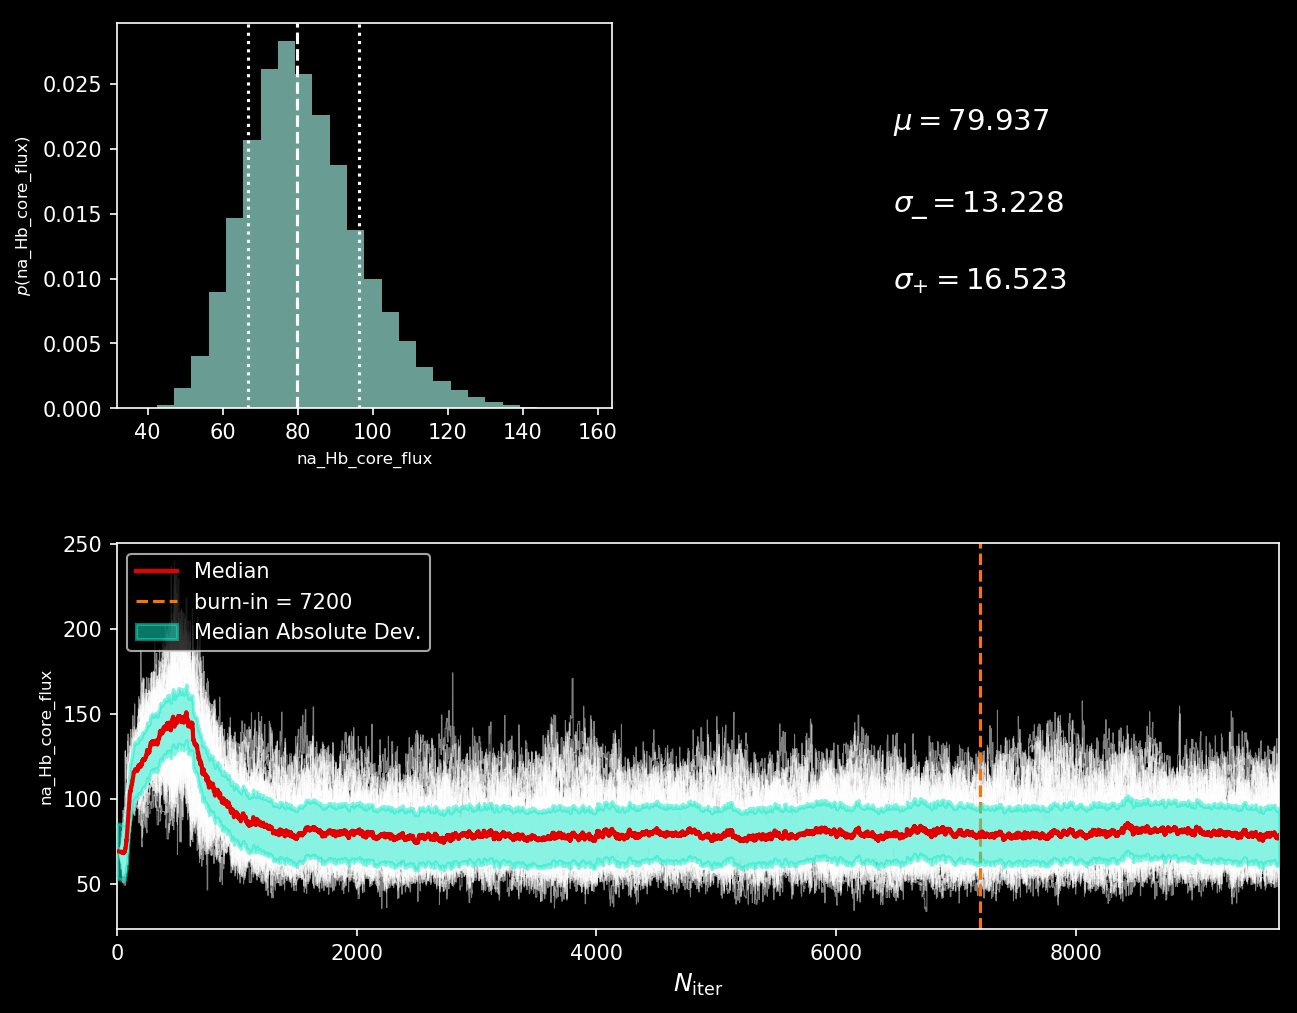 0.025
0.020
0.015
0.010
0.005
0.000
p(na_Hb_core_flux)
40 60 80 100 120 140 160
na_Hb_core_flux
μ = 79.937
σ_ = 13.228
σ+ = 16.523
250
200
150
100
50
na_Hb_core_flux
Median
burn-in = 7200
Median Absolute Dev.
0 2000 4000 6000 8000
Niter